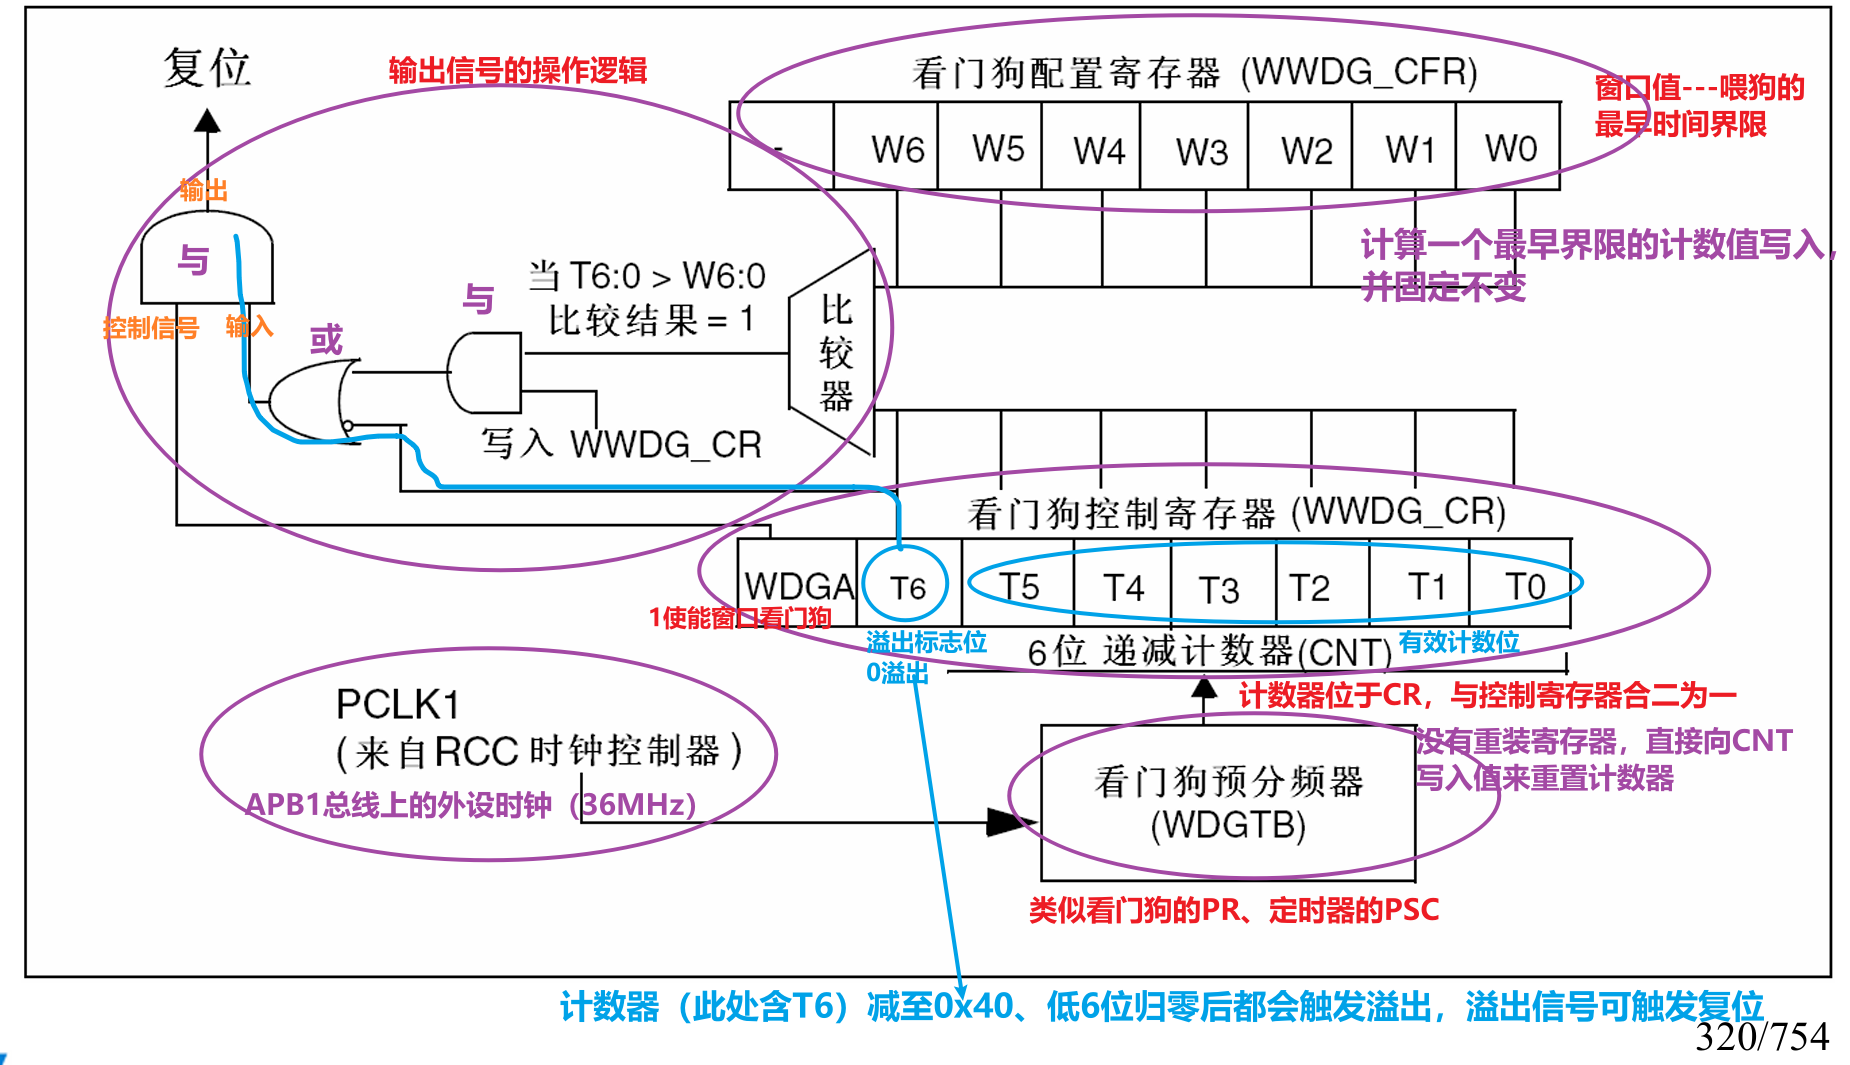 复位
输出信号的操作逻辑
看门狗配置寄存器 (WWDG_CFR)
窗口值---喂狗的
最早时间界限
- W6 W5 W4 W3 W2 W1 W0
输出
与
计算一个最早界限的计数值写入，
并固定不变
当 T6:0 > W6:0
比较结果 = 1
与
比较器
控制信号 输入
或
写入 WWDG_CR
看门狗控制寄存器 (WWDG_CR)
WDGA T6 T5 T4 T3 T2 T1 T0
1使能窗口看门狗
溢出标志位
0溢出
6位 递减计数器(CNT)
有效计数位
计数器位于CR，与控制寄存器合二为一
PCLK1
(来自RCC 时钟控制器)
APB1总线上的外设时钟（36MHz）
没有重装寄存器，直接向CNT
写入值来重置计数器
看门狗预分频器
(WDGTB)
类似看门狗的PR、定时器的PSC
计数器（此处含T6）减至0x40、低6位归零后都会触发溢出，溢出信号可触发复位
320/754